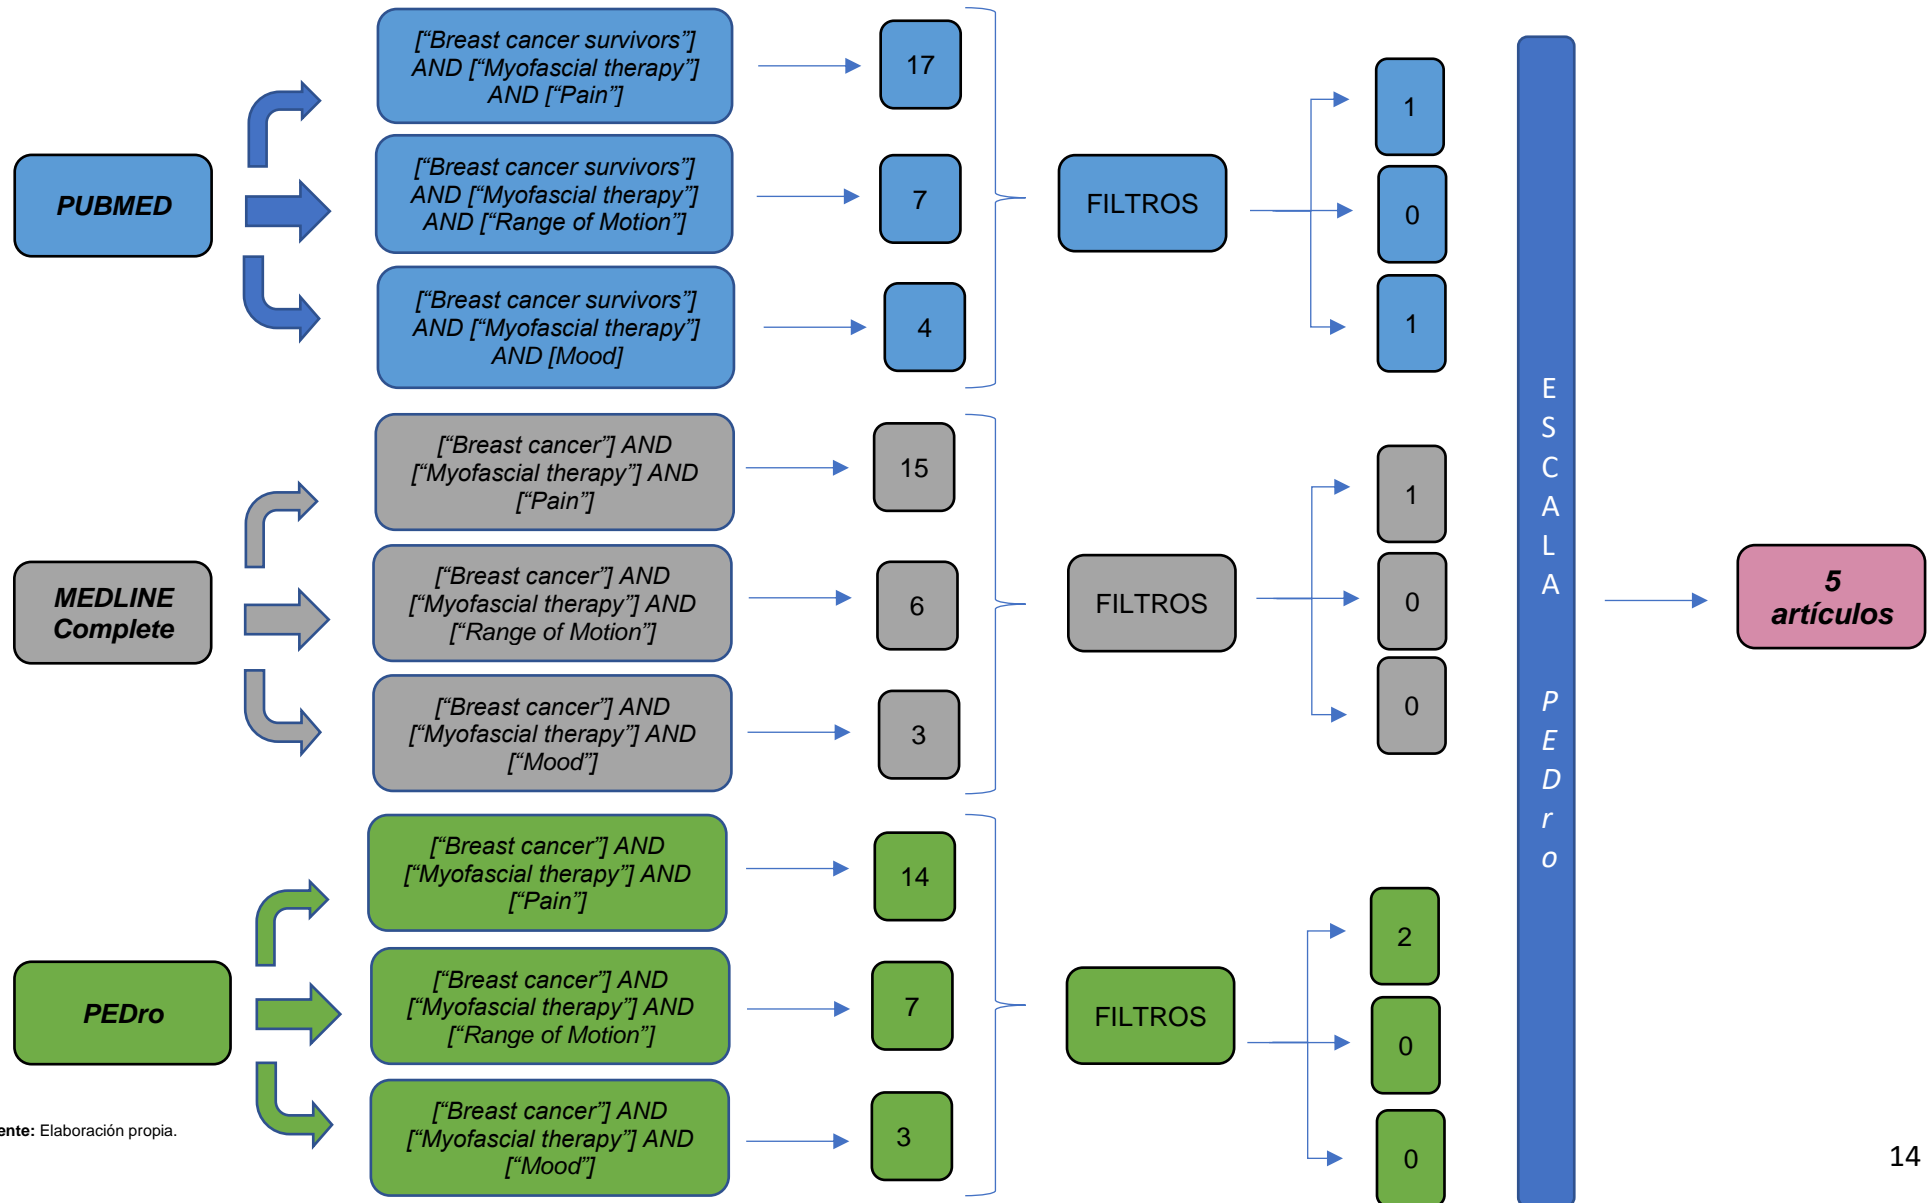 PUBMED
["Breast cancer survivors"]
AND ["Myofascial therapy"]
AND ["Pain"]
17
["Breast cancer survivors"]
AND ["Myofascial therapy"]
AND ["Range of Motion"]
7
["Breast cancer survivors"]
AND ["Myofascial therapy"]
AND [Mood]
4
FILTROS
1
0
1
MEDLINE
Complete
["Breast cancer"] AND
["Myofascial therapy"] AND
["Pain"]
15
["Breast cancer"] AND
["Myofascial therapy"] AND
["Range of Motion"]
6
["Breast cancer"] AND
["Myofascial therapy"] AND
["Mood"]
3
FILTROS
1
0
0
PEDro
["Breast cancer"] AND
["Myofascial therapy"] AND
["Pain"]
14
["Breast cancer"] AND
["Myofascial therapy"] AND
["Range of Motion"]
7
["Breast cancer"] AND
["Myofascial therapy"] AND
["Mood"]
3
FILTROS
2
0
0
E
S
C
A
L
A
P
E
D
r
o
5
artículos
ente: Elaboración propia.
14